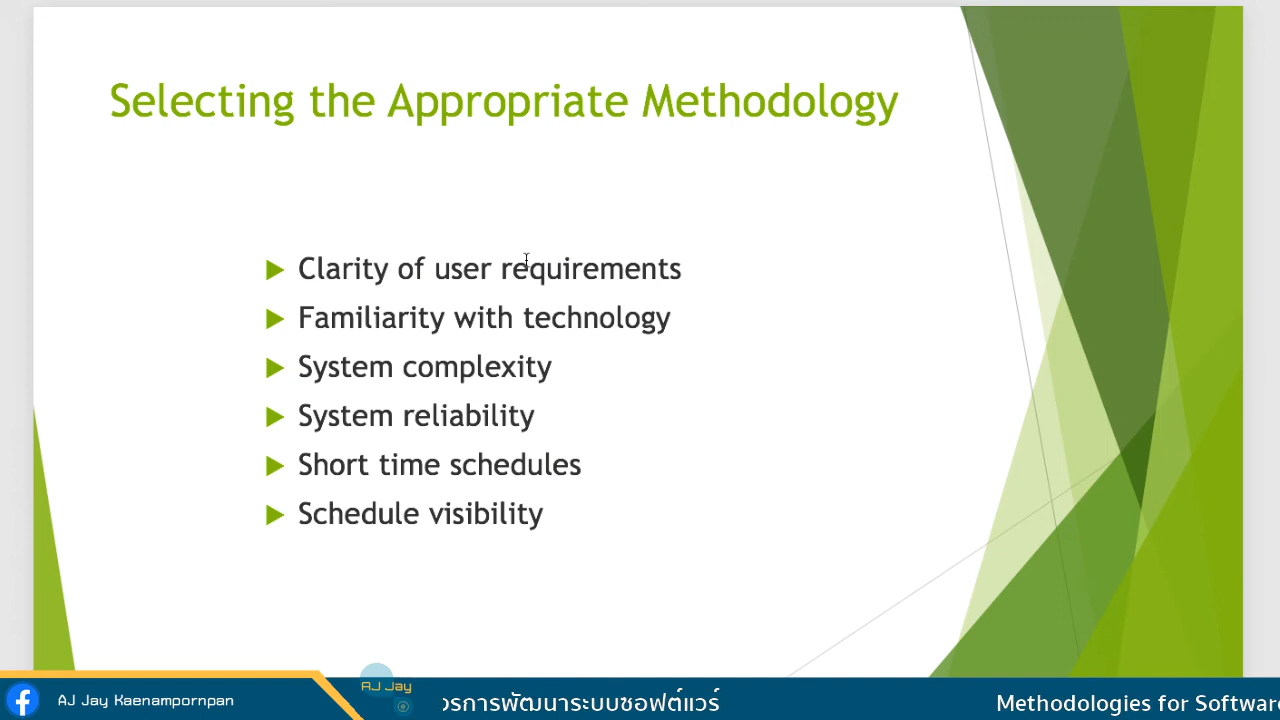 Selecting the Appropriate Methodology
Clarity of user requirements
Familiarity with technology
System complexity
System reliability
Short time schedules
Schedule visibility
AJ Jay Kaenampornpan
AJ Jay
วรการพัฒนาระบบซอฟต์แวร์
Methodologies for Softwar